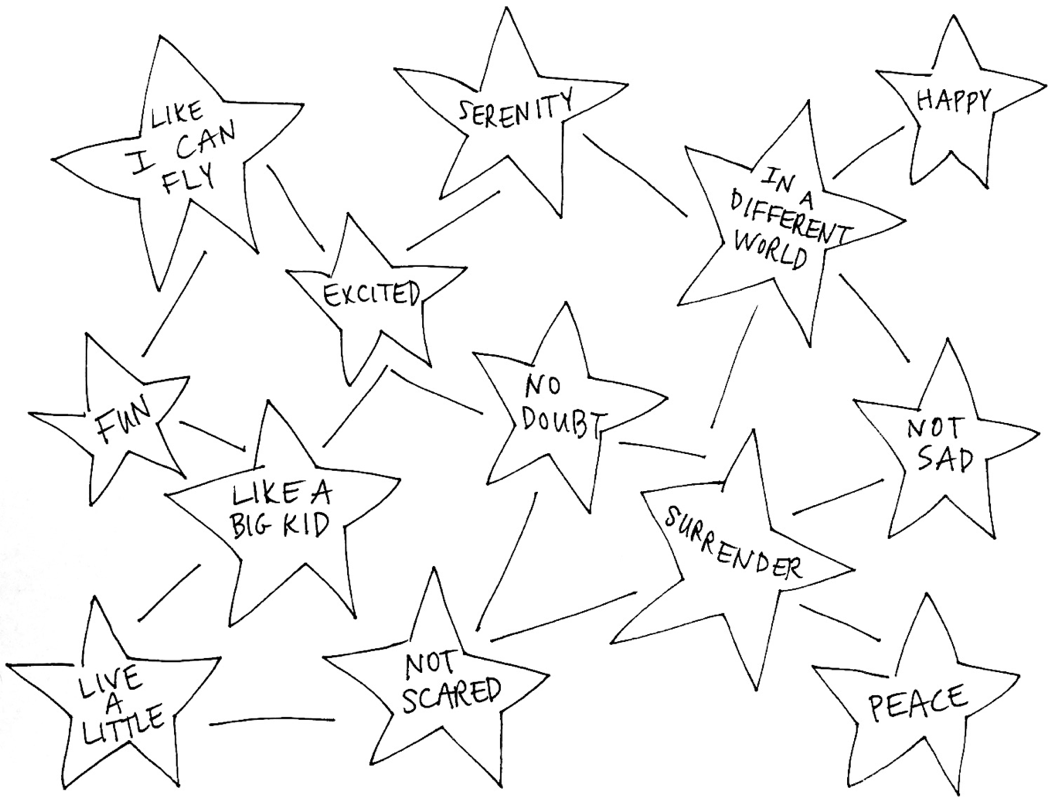 LIKE
I CAN
FLY
SERENITY
HAPPY
IN A
DIFFERENT
WORLD
EXCITED
FUN
NO
DOUBT
NOT
SAD
LIKE A
BIG KID
SURRENDER
LIVE
A
LITTLE
NOT
SCARED
PEACE